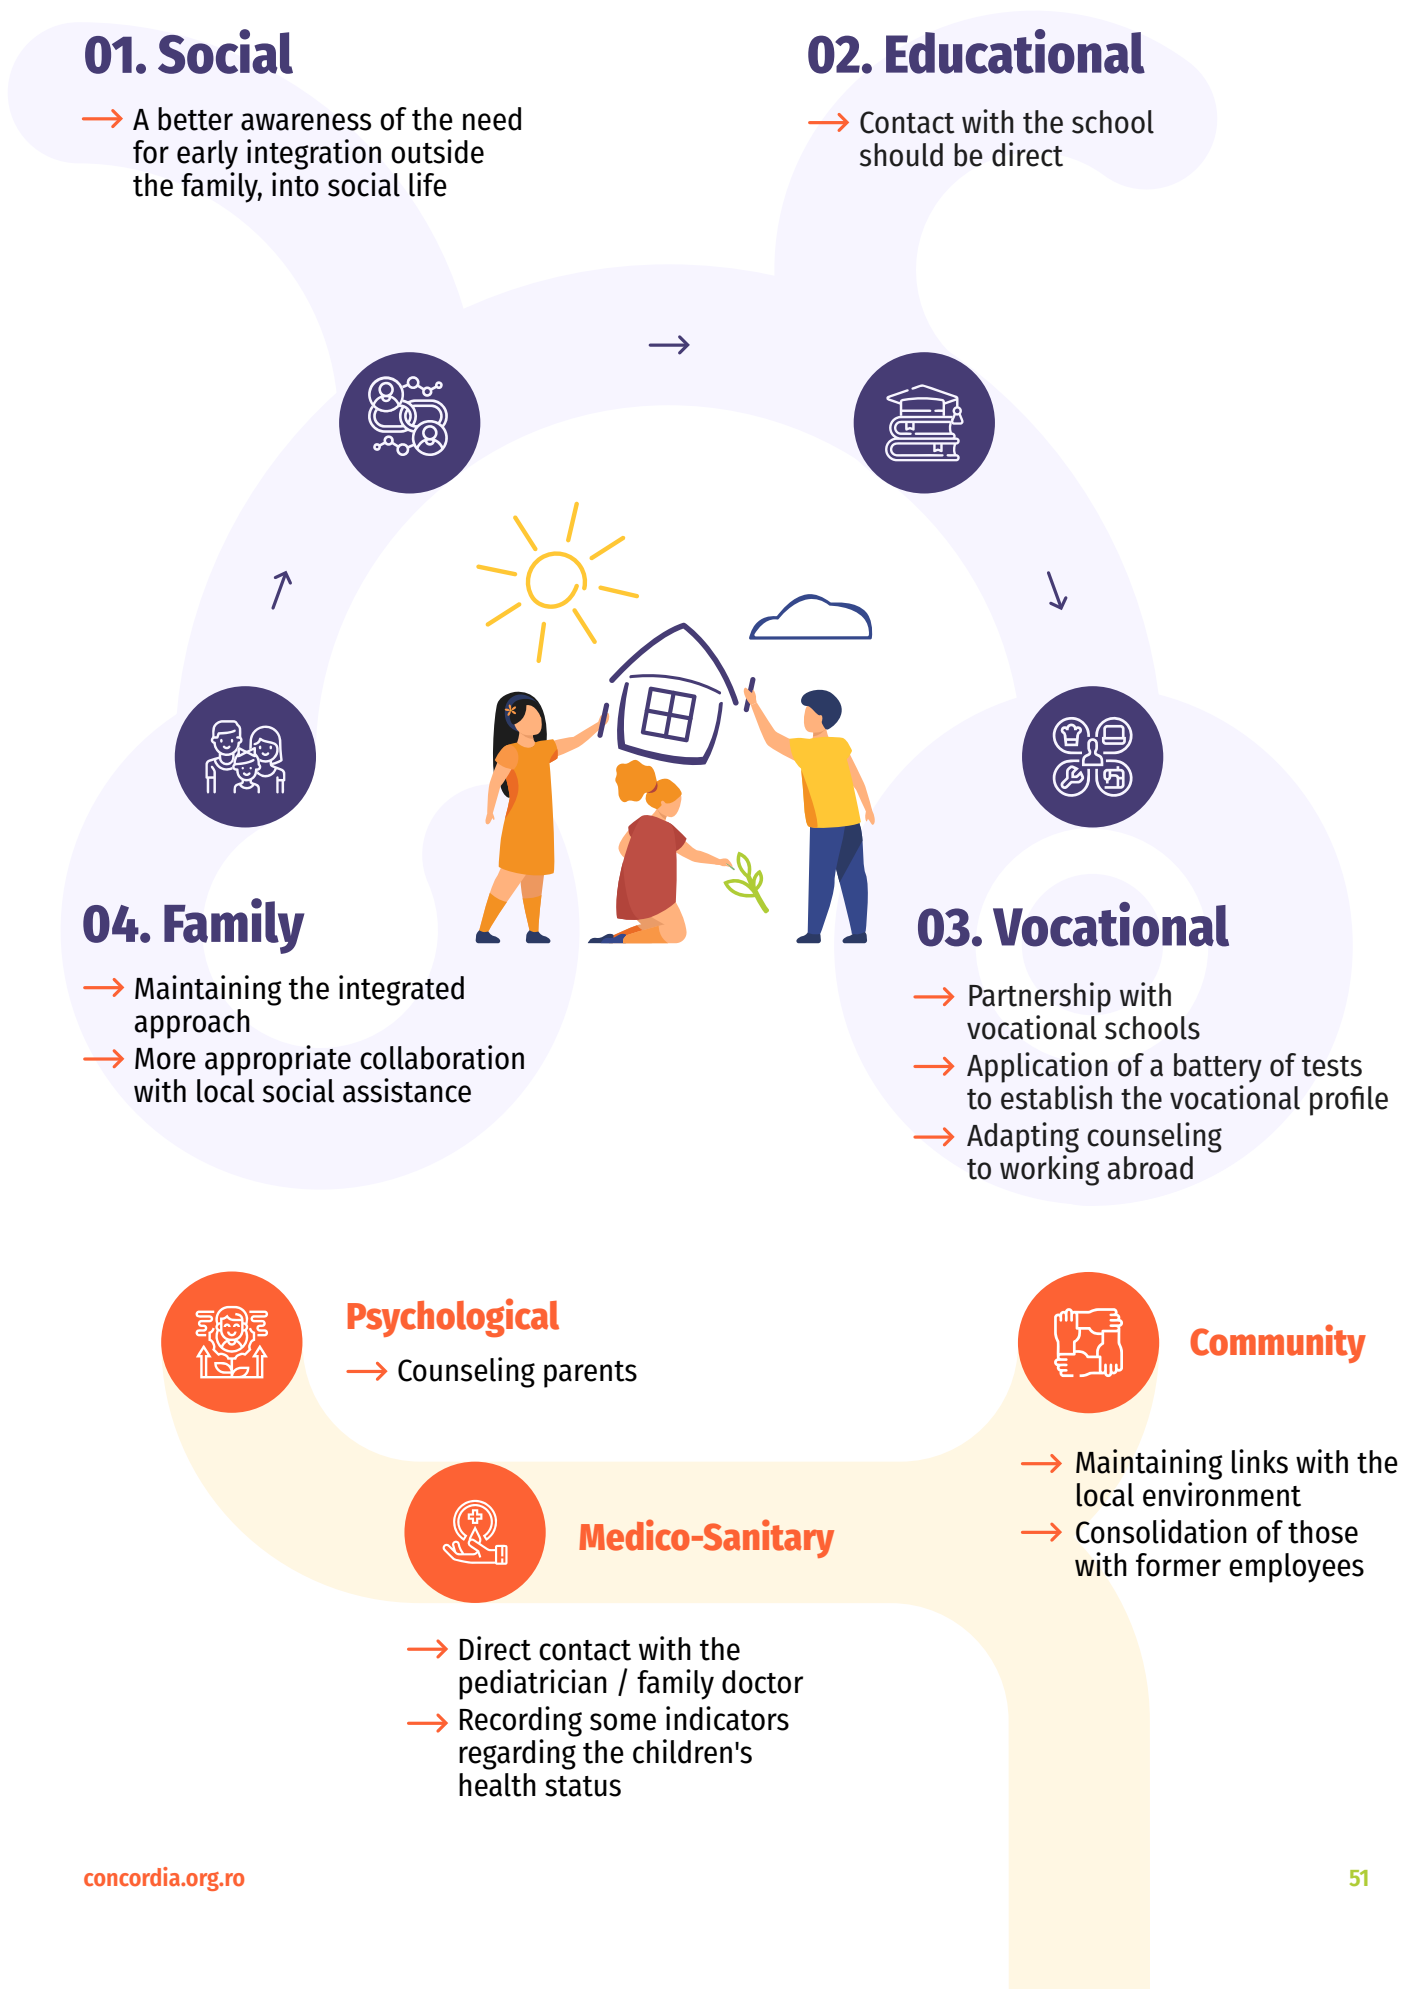 01. Social
A better awareness of the need
for early integration outside
the family, into social life
02. Educational
Contact with the school
should be direct
04. Family
Maintaining the integrated
approach
More appropriate collaboration
with local social assistance
03. Vocational
Partnership with
vocational schools
Application of a battery of tests
to establish the vocational profile
Adapting counseling
to working abroad
Psychological
Counseling parents
Community
Maintaining links with the
local environment
Consolidation of those
with former employees
Medico-Sanitary
Direct contact with the
pediatrician / family doctor
Recording some indicators
regarding the children's
health status
concordia.org.ro
51